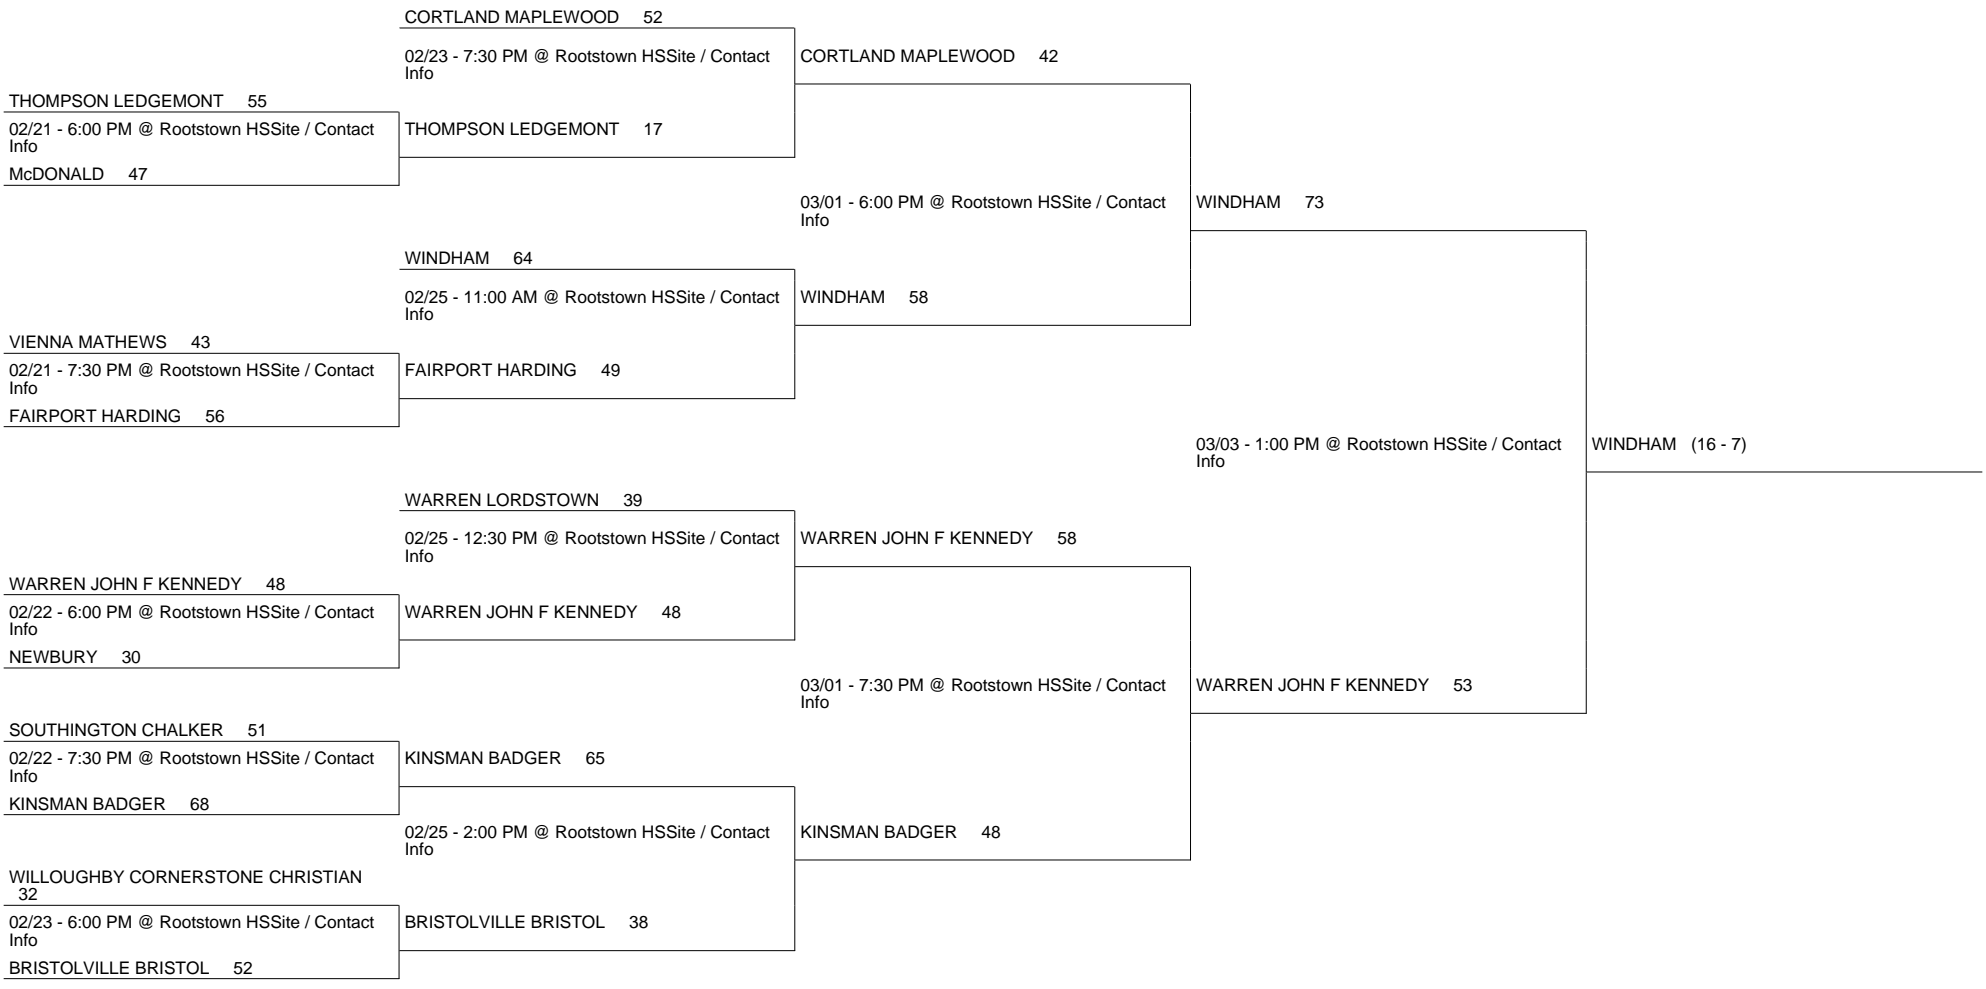 CORTLAND MAPLEWOOD 52
02/23 - 7:30 PM @ Rootstown HSSite / Contact
Info
CORTLAND MAPLEWOOD 42
THOMPSON LEDGEMONT 55
02/21 - 6:00 PM @ Rootstown HSSite / Contact
Info
THOMPSON LEDGEMONT 17
McDONALD 47
03/01 - 6:00 PM @ Rootstown HSSite / Contact
Info
WINDHAM 73
WINDHAM 64
02/25 - 11:00 AM @ Rootstown HSSite / Contact
Info
WINDHAM 58
VIENNA MATHEWS 43
02/21 - 7:30 PM @ Rootstown HSSite / Contact
Info
FAIRPORT HARDING 49
FAIRPORT HARDING 56
03/03 - 1:00 PM @ Rootstown HSSite / Contact
Info
WINDHAM (16 - 7)
WARREN LORDSTOWN 39
02/25 - 12:30 PM @ Rootstown HSSite / Contact
Info
WARREN JOHN F KENNEDY 58
WARREN JOHN F KENNEDY 48
02/22 - 6:00 PM @ Rootstown HSSite / Contact
Info
WARREN JOHN F KENNEDY 48
NEWBURY 30
03/01 - 7:30 PM @ Rootstown HSSite / Contact
Info
WARREN JOHN F KENNEDY 53
SOUTHINGTON CHALKER 51
02/22 - 7:30 PM @ Rootstown HSSite / Contact
Info
KINSMAN BADGER 65
KINSMAN BADGER 68
02/25 - 2:00 PM @ Rootstown HSSite / Contact
Info
KINSMAN BADGER 48
WILLOUGHBY CORNERSTONE CHRISTIAN
32
02/23 - 6:00 PM @ Rootstown HSSite / Contact
Info
BRISTOLVILLE BRISTOL 38
BRISTOLVILLE BRISTOL 52